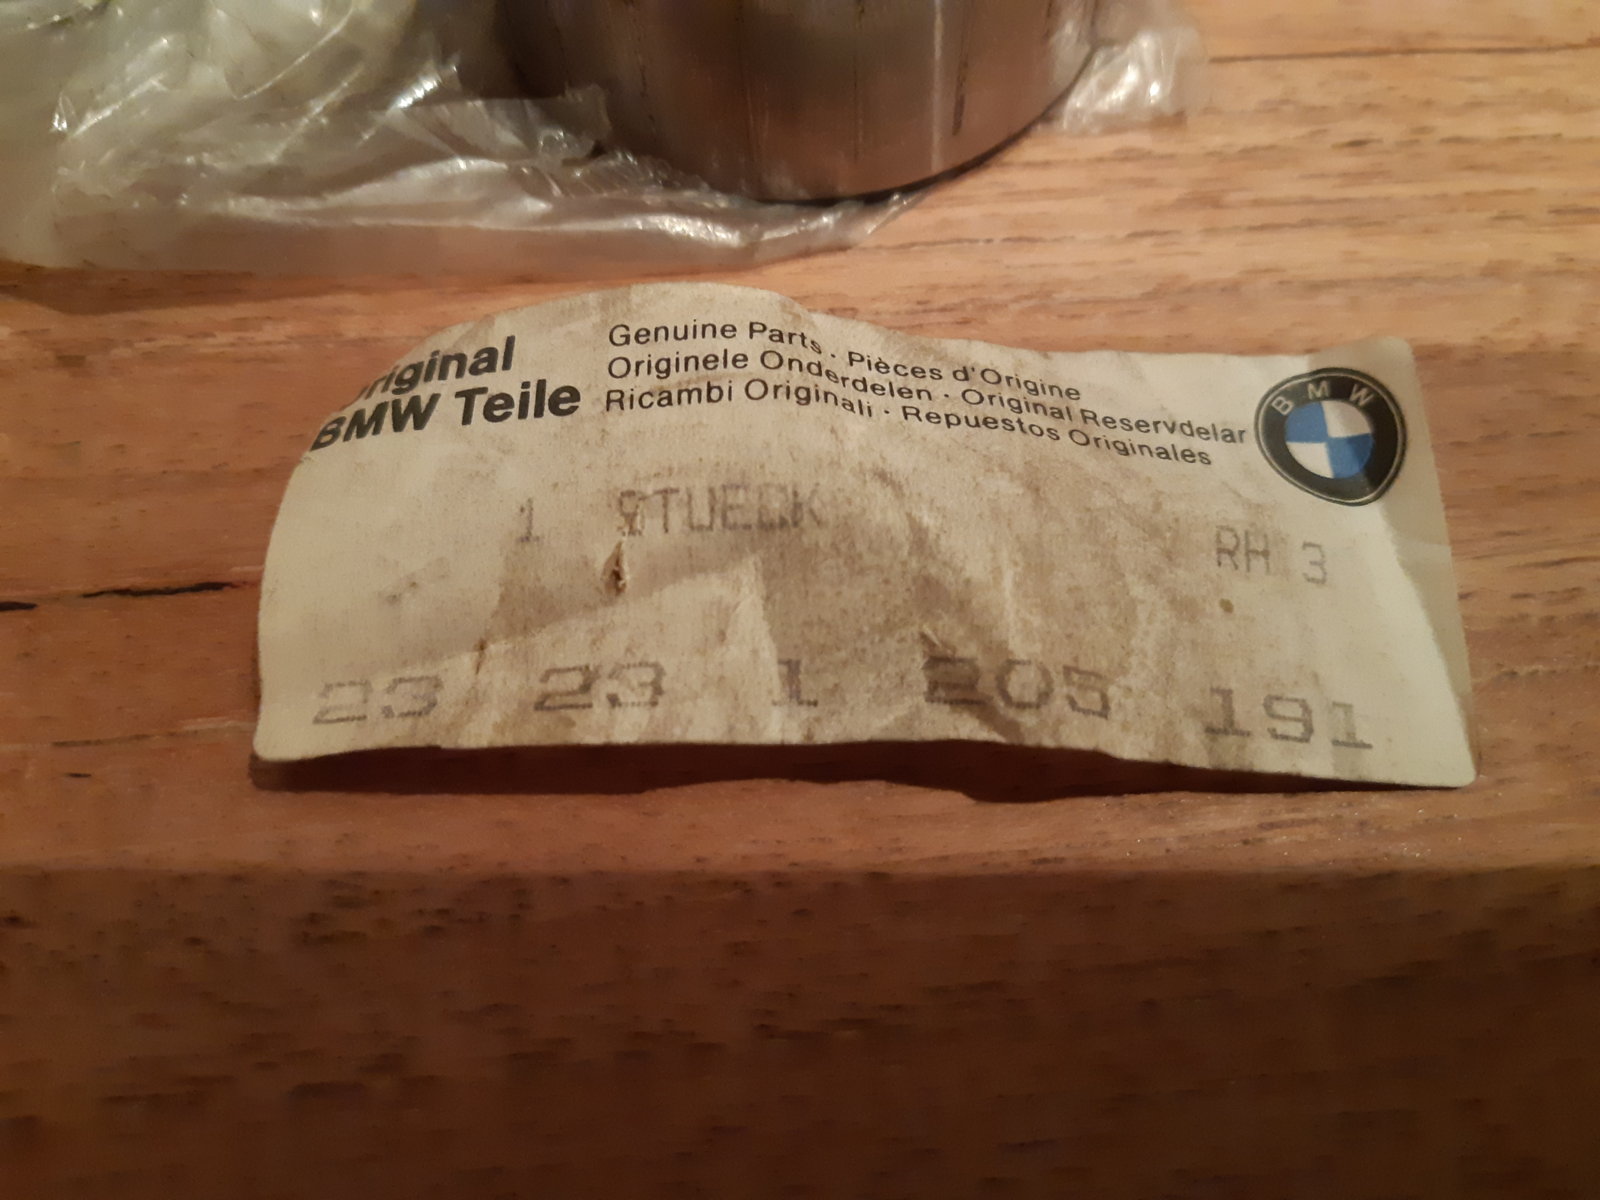 Original
BMW Teile
Genuine Parts · Pièces d'Origine
Originele Onderdelen · Original Reservdelar
Ricambi Originali · Repuestos Originales
BMW
1 STUECK
RH 3
23 23 1 205 191